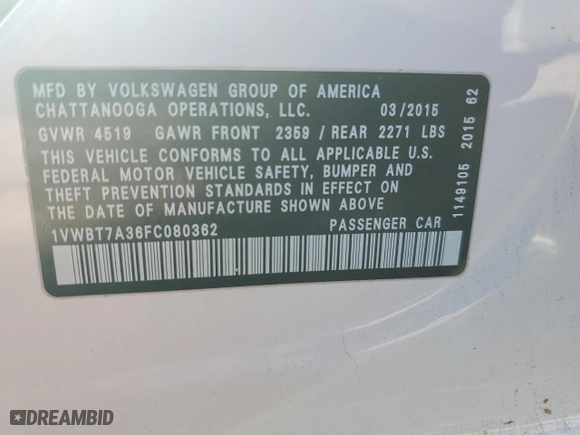 MFD BY VOLKSWAGEN GROUP OF AMERICA
CHATTANOOGA OPERATIONS, LLC. 03/2015
GVWR 4519 GAWR FRONT 2359 / REAR 2271 LBS
THIS VEHICLE CONFORMS TO ALL APPLICABLE U.S.
FEDERAL MOTOR VEHICLE SAFETY, BUMPER AND
THEFT PREVENTION STANDARDS IN EFFECT ON
THE DATE OF MANUFACTURE SHOWN ABOVE
1VWBT7A36FC080362 PASSENGER CAR
1149105 2015 62
DREAMBID